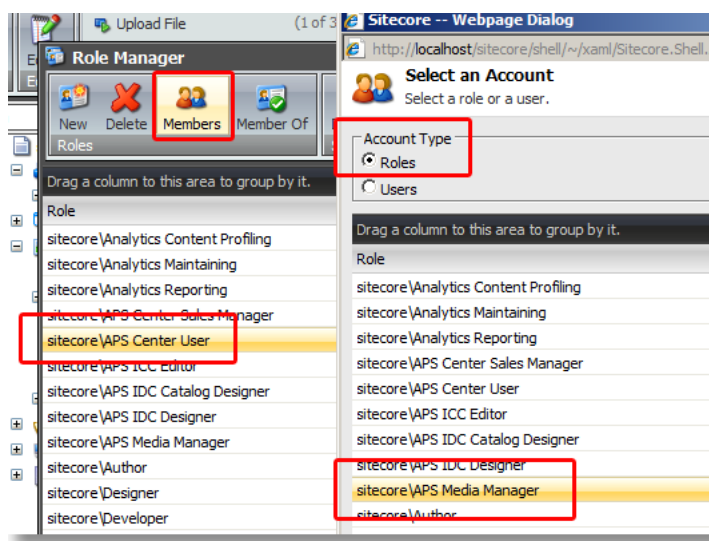 Upload File (1 of 3
Role Manager
New Delete Members Member Of
Roles
Drag a column to this area to group by it.
Role
sitecore\Analytics Content Profiling
sitecore\Analytics Maintaining
sitecore\Analytics Reporting
sitecore\APS Center Sales Manager
sitecore\APS Center User
sitecore\APS ICC Editor
sitecore\APS IDC Catalog Designer
sitecore\APS IDC Designer
sitecore\APS Media Manager
sitecore\Author
sitecore\Designer
sitecore\Developer
Sitecore -- Webpage Dialog
http://localhost/sitecore/shell/~/xaml/Sitecore.Shell.
Select an Account
Select a role or a user.
Account Type
Roles
Users
Drag a column to this area to group by it.
Role
sitecore\Analytics Content Profiling
sitecore\Analytics Maintaining
sitecore\Analytics Reporting
sitecore\APS Center Sales Manager
sitecore\APS Center User
sitecore\APS ICC Editor
sitecore\APS IDC Catalog Designer
sitecore\APS IDC Designer
sitecore\APS Media Manager
sitecore\Author